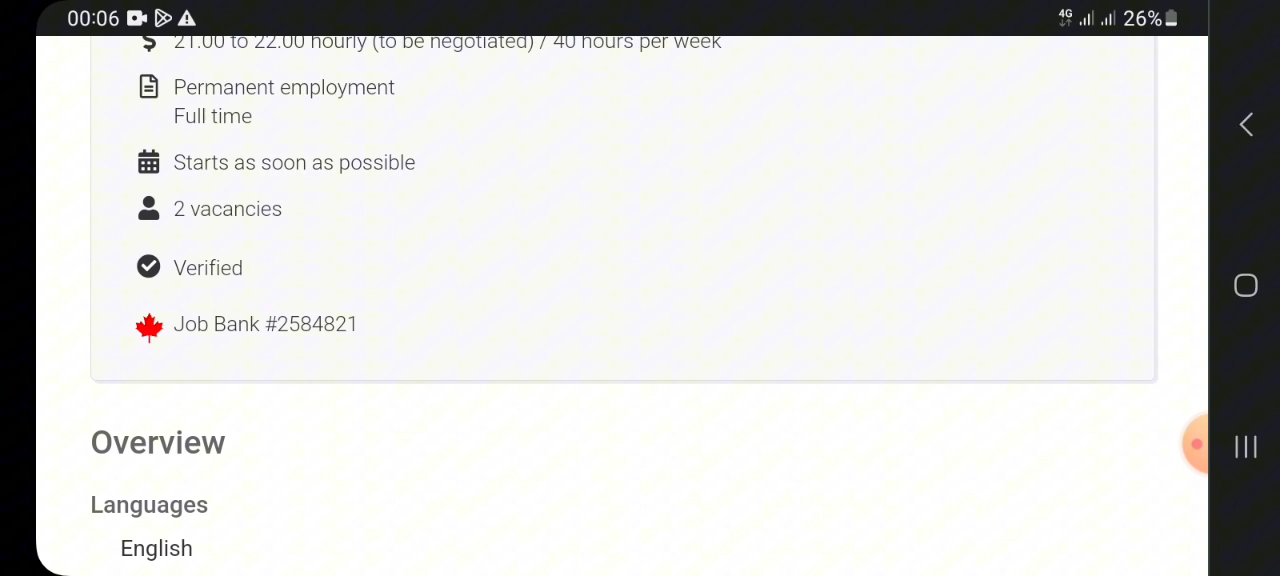 00:06
4G
26%
21.00 to 22.00 hourly (to be negotiated) / 40 hours per week
Permanent employment
Full time
Starts as soon as possible
2 vacancies
Verified
Job Bank #2584821
Overview
Languages
English